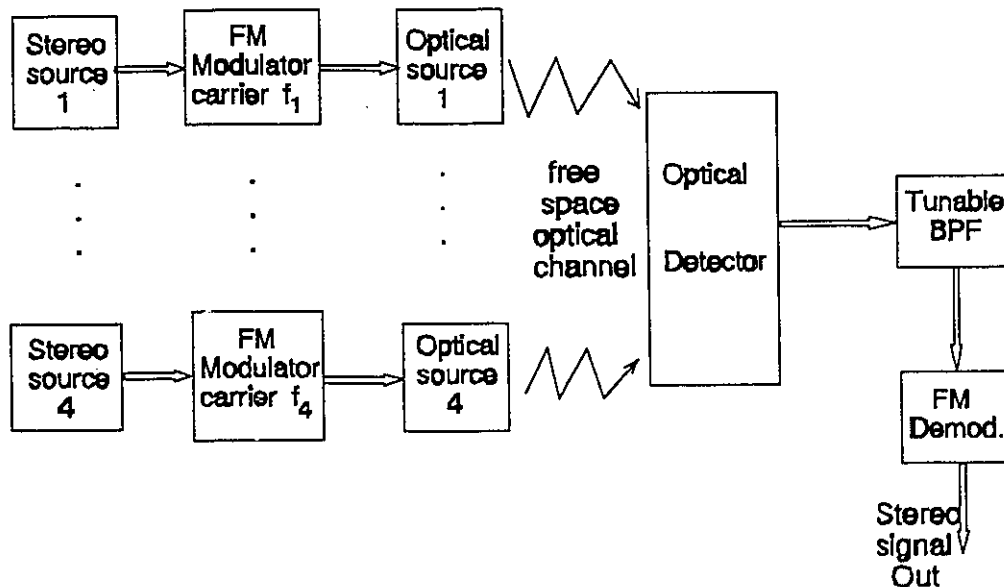 Stereo
source
1
FM
Modulator
carrier f1
Optical
source
1
free
space
optical
channel
Optical
Detector
Tunable
BPF
Stereo
source
4
FM
Modulator
carrier f4
Optical
source
4
FM
Demod.
Stereo
signal
Out